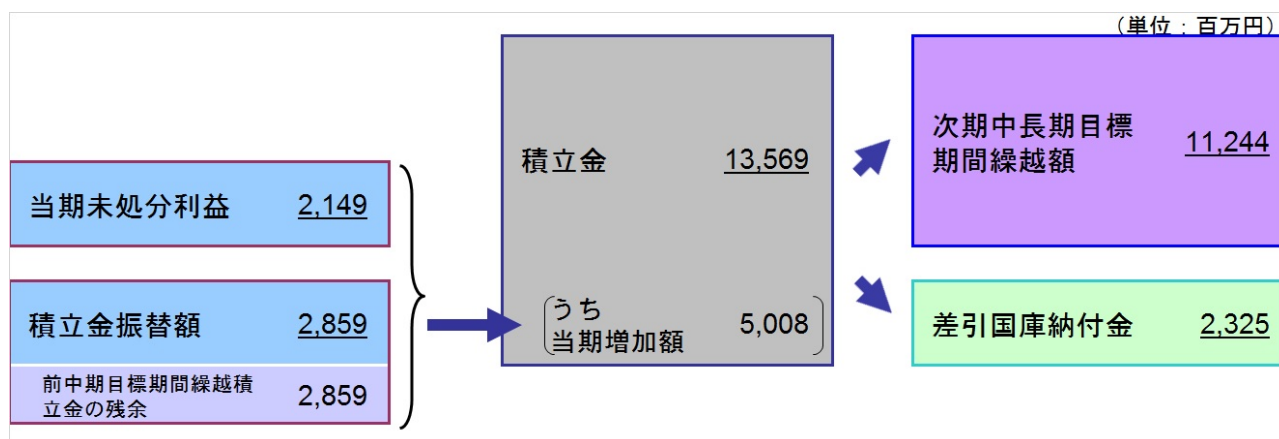 （単位：百万円）
当期未処分利益 2,149
積立金振替額 2,859
前中期目標期間繰越積
立金の残余 2,859
積立金 13,569
うち
当期増加額 5,008
次期中長期目標
期間繰越額 11,244
差引国庫納付金 2,325